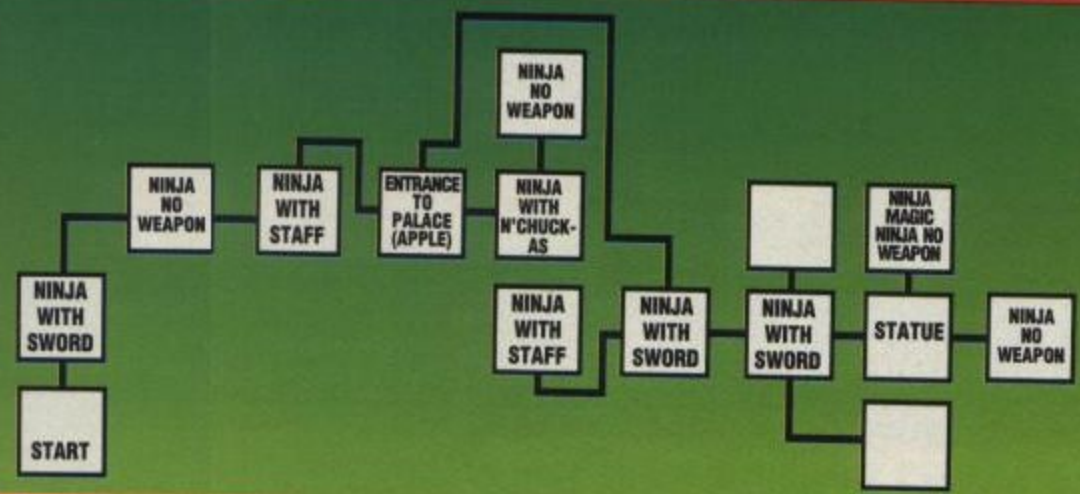 NINJA
NO
WEAPON
NINJA
NO
WEAPON
NINJA
WITH
STAFF
ENTRANCE
TO
PALACE
(APPLE)
NINJA
WITH
N'CHUCK-
AS
NINJA
MAGIC
NINJA NO
WEAPON
NINJA
WITH
SWORD
NINJA
WITH
STAFF
NINJA
WITH
SWORD
NINJA
WITH
SWORD
STATUE
NINJA
NO
WEAPON
START